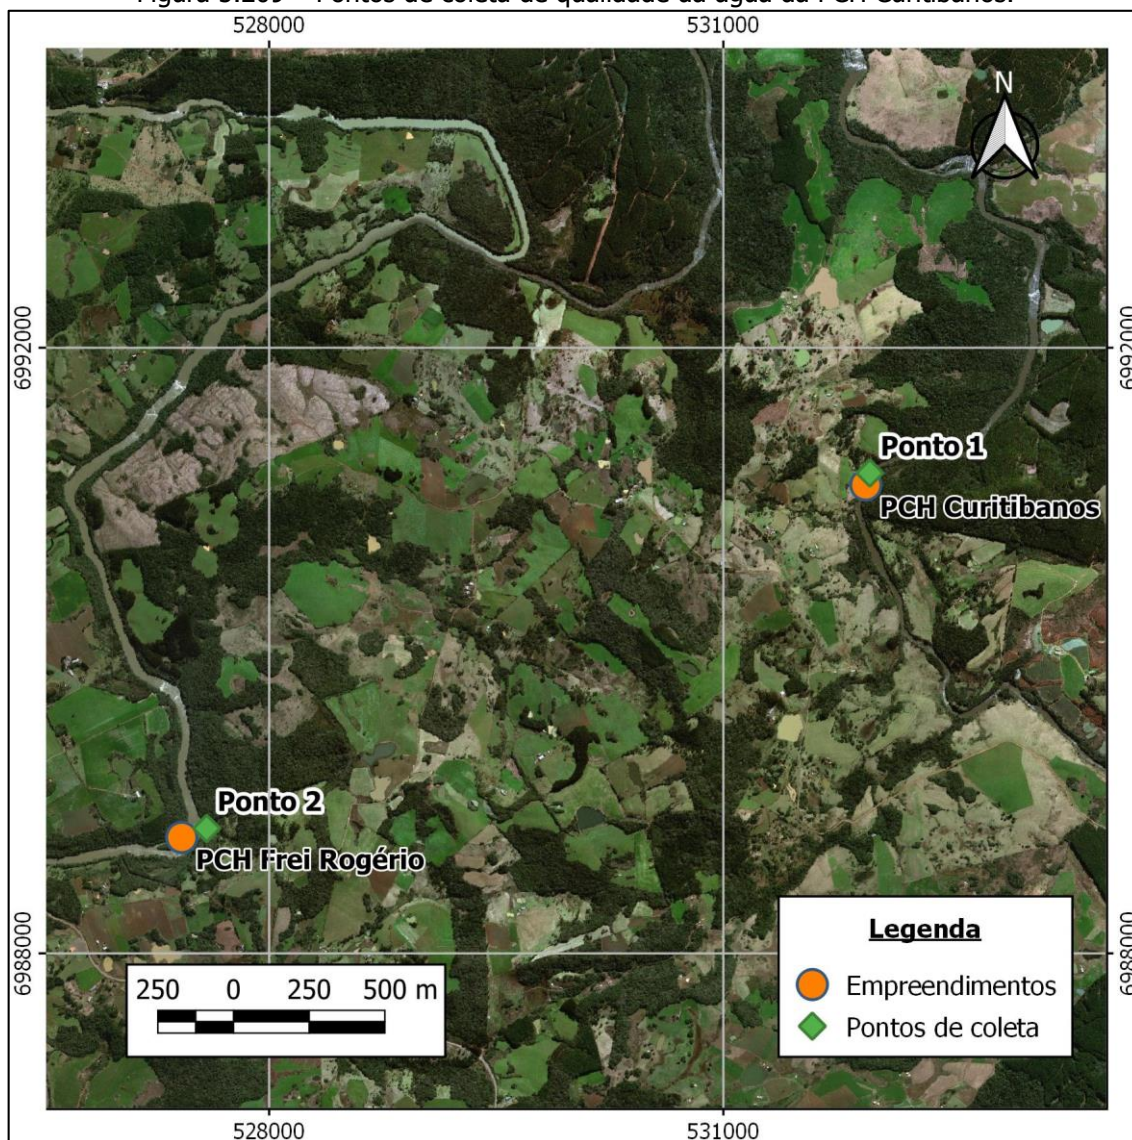 Figura 5.209 – Pontos de coleta de qualidade da água da PCH Curitibanos.
528000
531000
N
6992000
6992000
Ponto 1
PCH Curitibanos
Ponto 2
PCH Frei Rogério
6988000
6988000
Legenda
Empreendimentos
Pontos de coleta
250 0 250 500 m
528000
531000